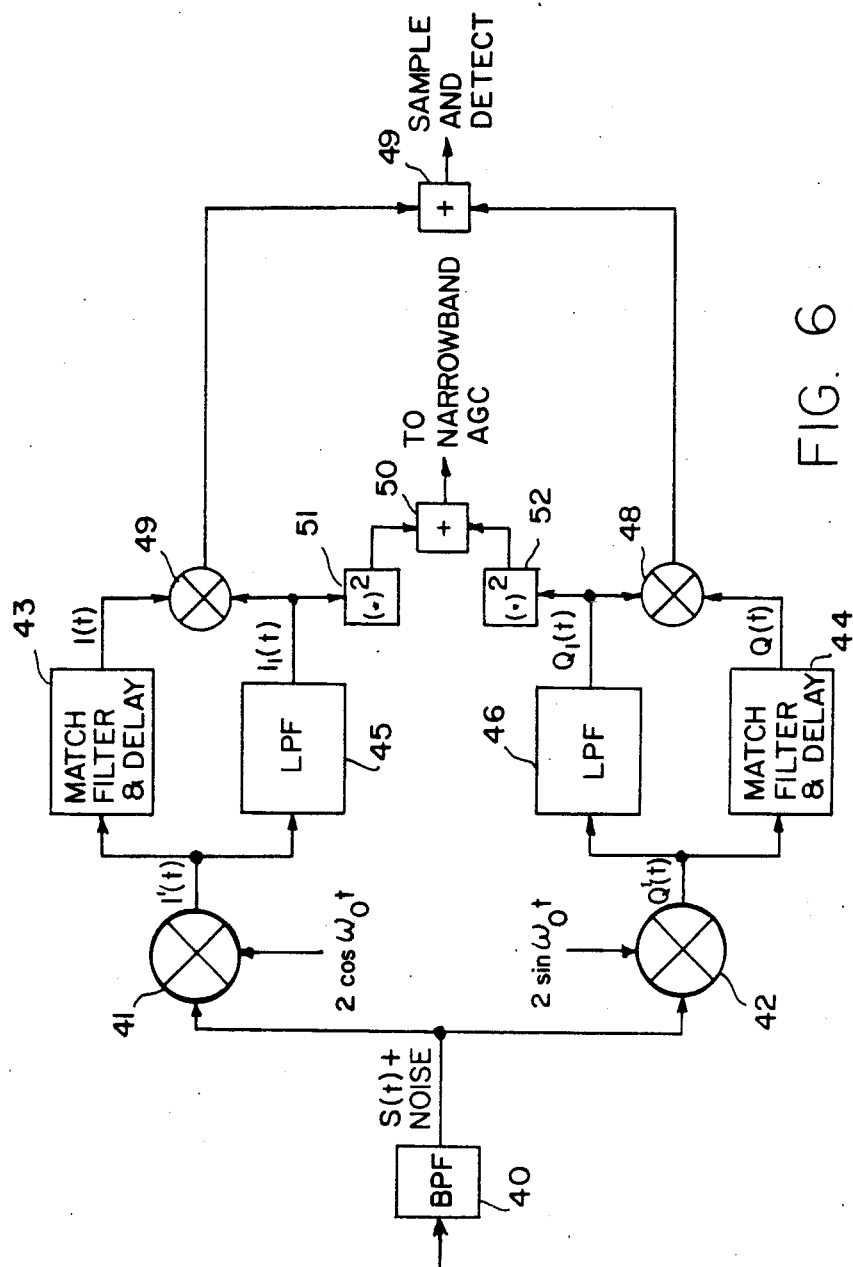 BPF
40
S(t)+
NOISE
41
2 cos ω₀t
I'(t)
43
MATCH
FILTER
& DELAY
I(t)
49
LPF
45
I₁(t)
51
(•)²
50
+
TO
NARROWBAND
AGC
49
+
SAMPLE
AND
DETECT
52
(•)²
46
LPF
Q₁(t)
48
2 sin ω₀t
42
Q'(t)
MATCH
FILTER
& DELAY
44
Q(t)
FIG. 6